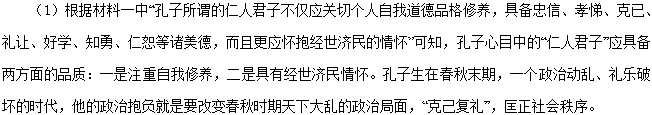 （1）根据材料一中“孔子所谓的仁人君子不仅应关切个人自我道德品格修养，具备忠信、孝悌、克己、
礼让、好学、知勇、仁恕等诸美德，而且更应怀抱经世济民的情怀”可知，孔子心目中的“仁人君子”应具备
两方面的品质：一是注重自我修养，二是具有经世济民情怀。孔子生在春秋末期，一个政治动乱、礼乐破
坏的时代，他的政治抱负就是要改变春秋时期天下大乱的政治局面，“克己复礼”，匡正社会秩序。